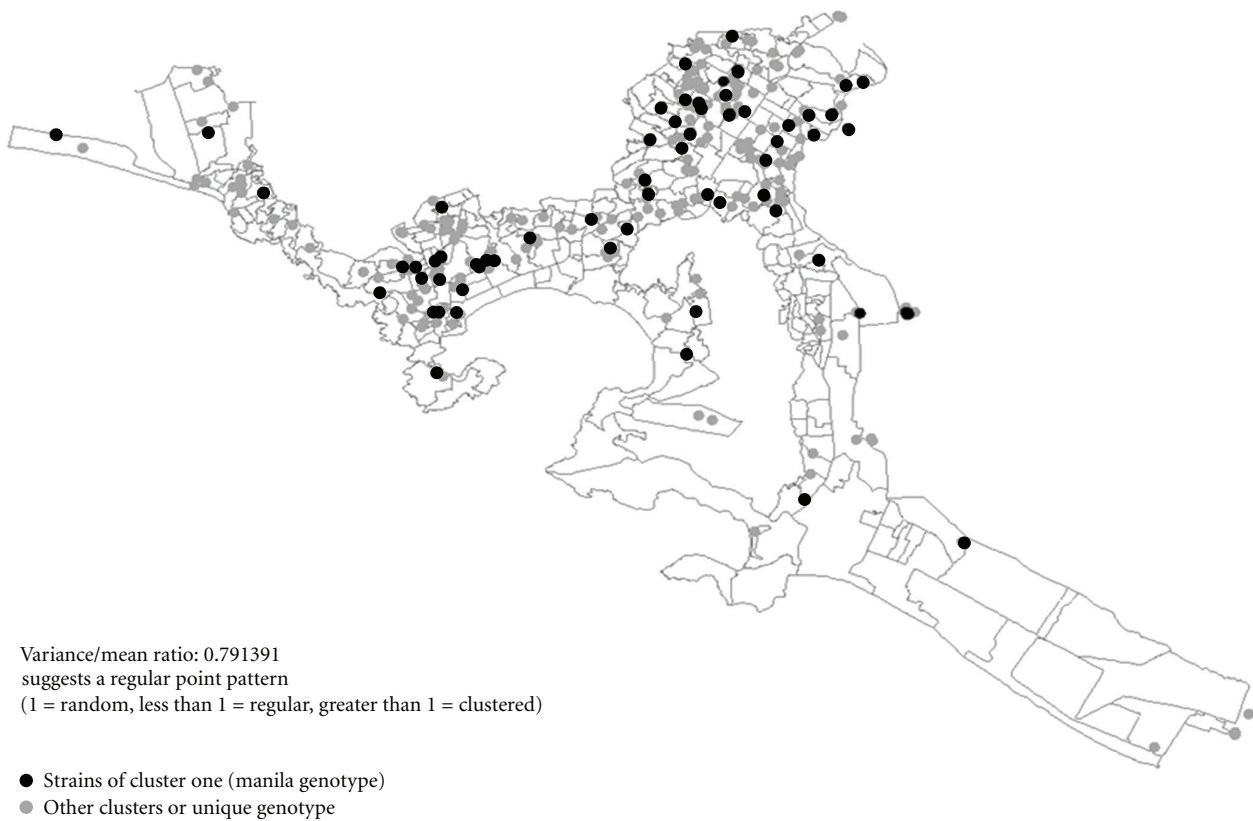 Variance/mean ratio: 0.791391
suggests a regular point pattern
(1 = random, less than 1 = regular, greater than 1 = clustered)
Strains of cluster one (manila genotype)
Other clusters or unique genotype